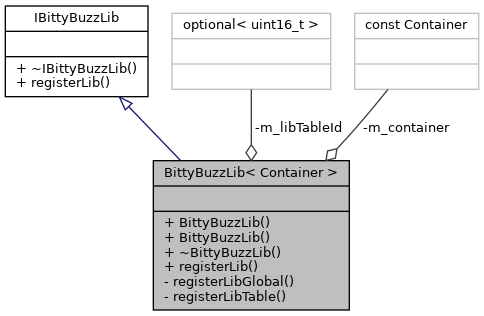 IBittyBuzzLib
+ ~IBittyBuzzLib()
+ registerLib()
optional< uint16_t >
const Container
-m_libTableId
-m_container
BittyBuzzLib< Container >
+ BittyBuzzLib()
+ BittyBuzzLib()
+ ~BittyBuzzLib()
+ registerLib()
- registerLibGlobal()
- registerLibTable()